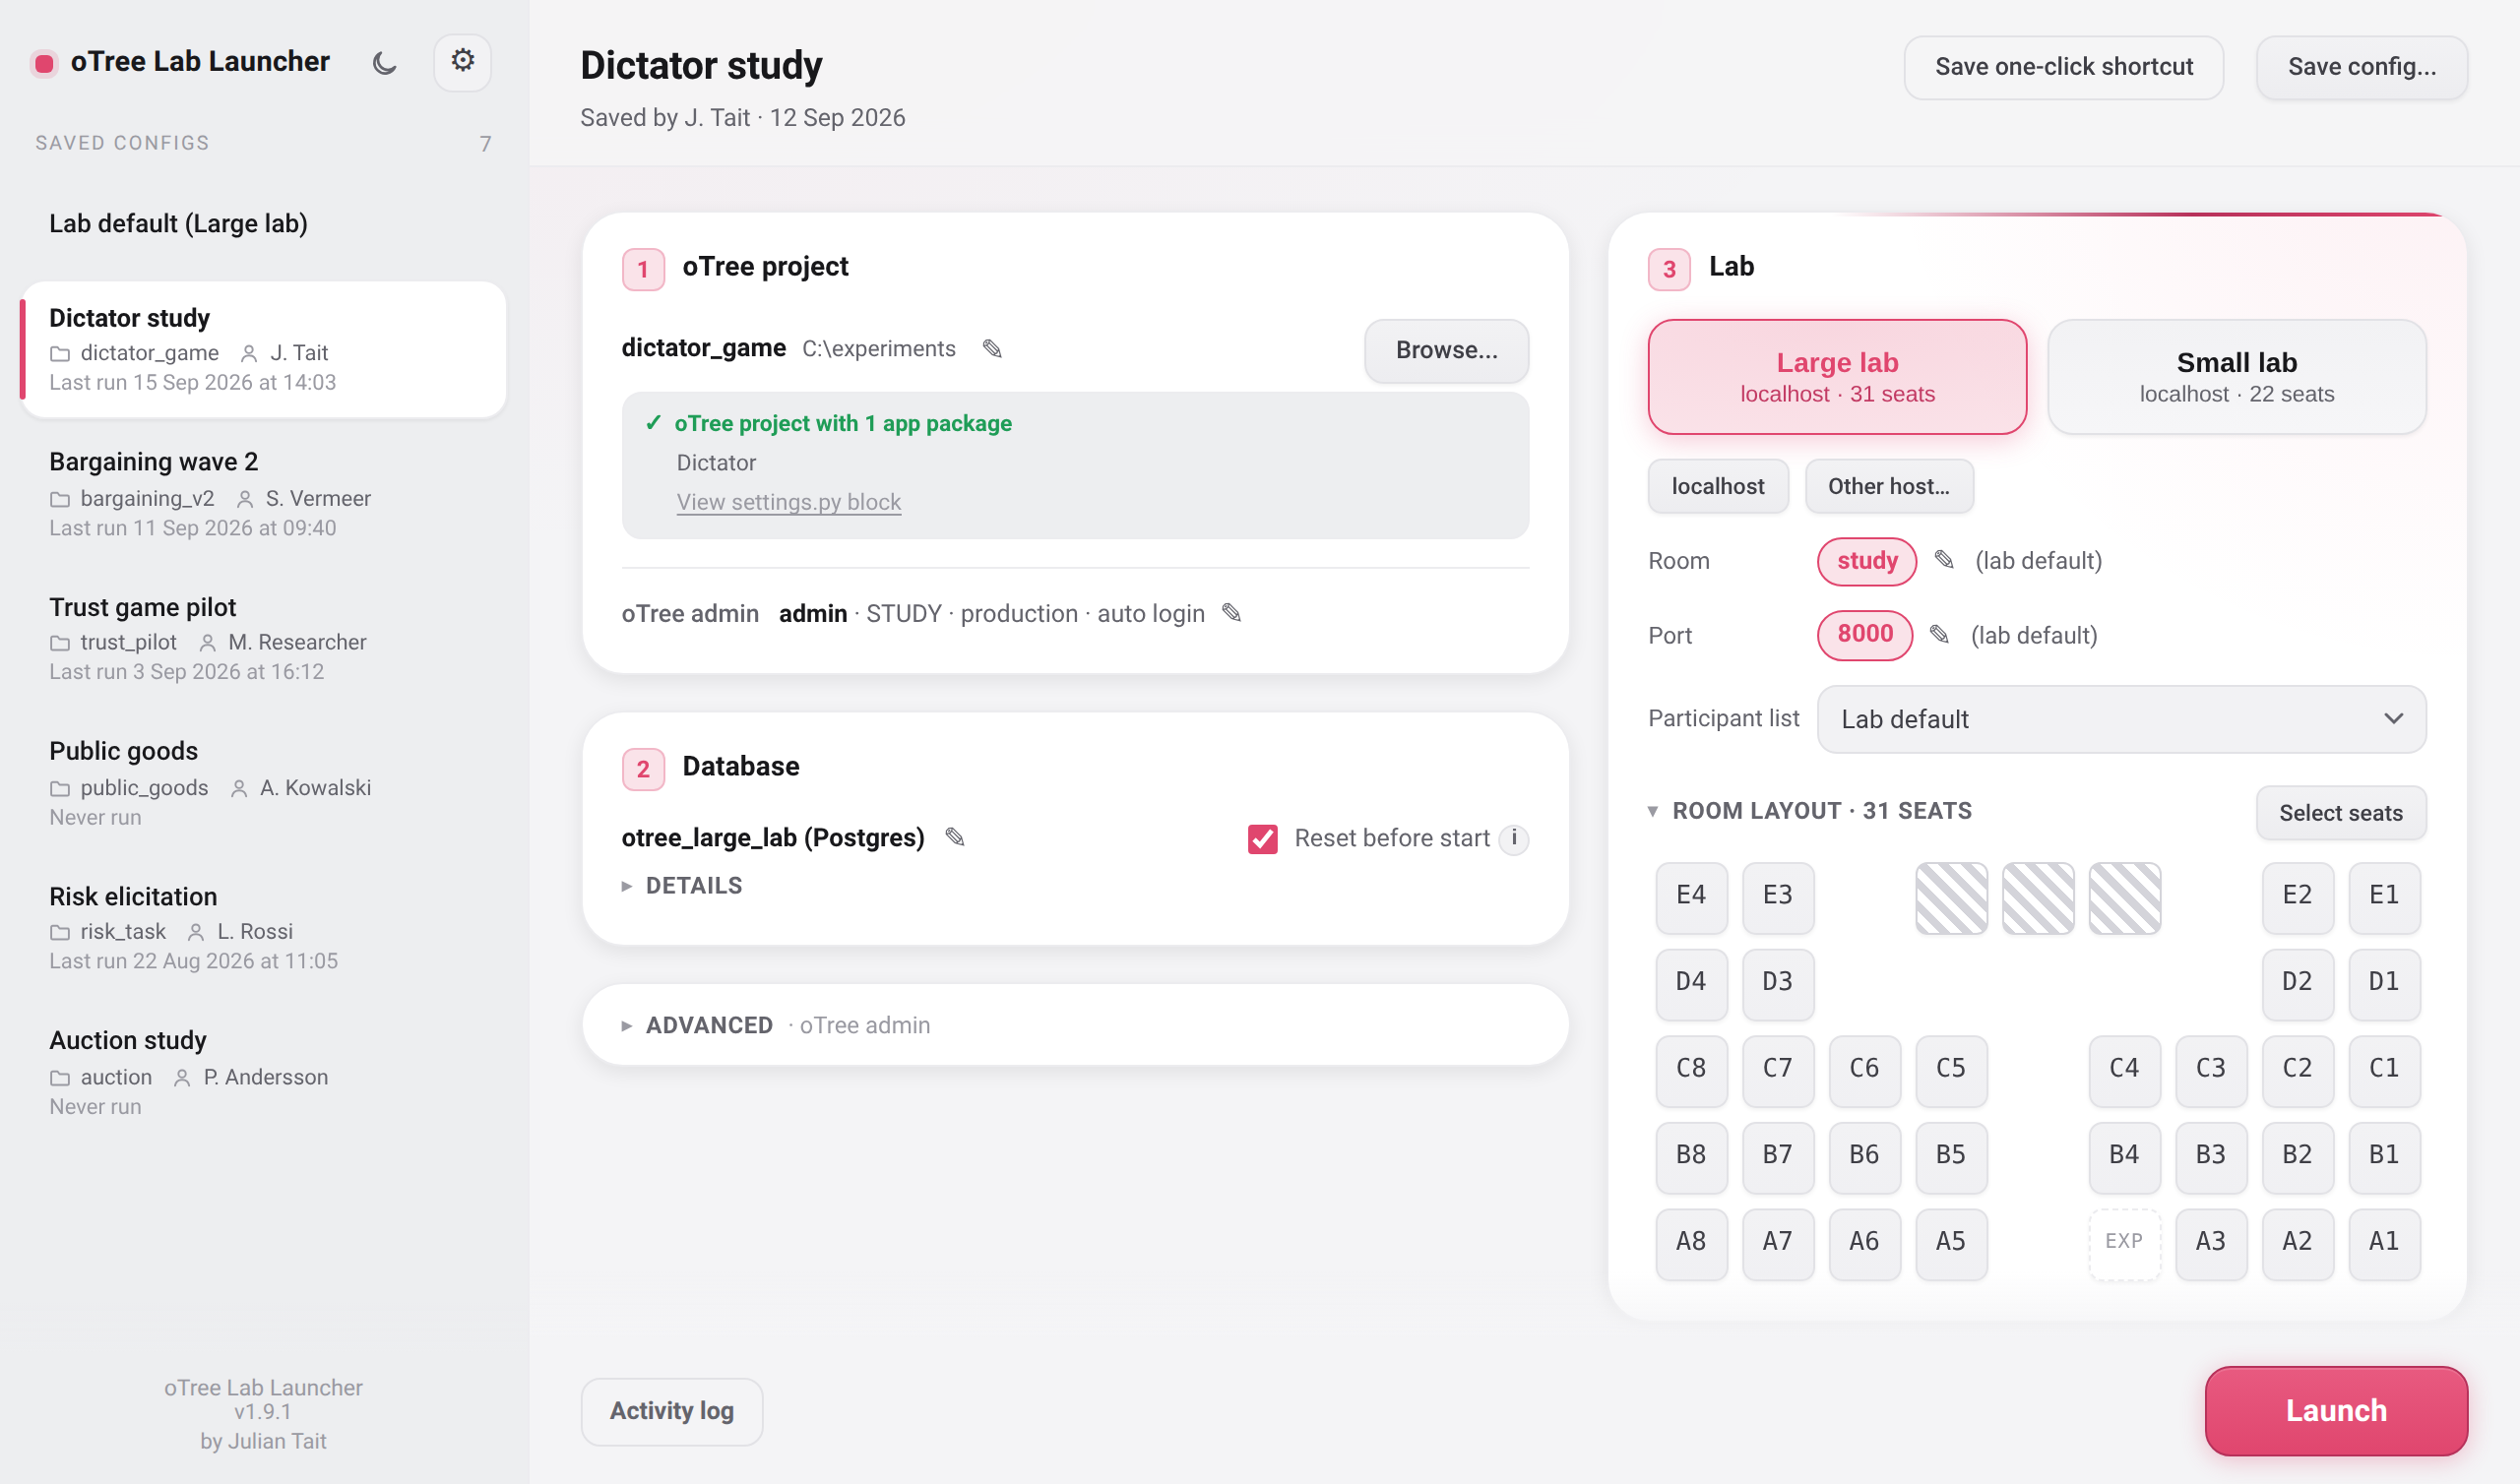 oTree Lab Launcher
SAVED CONFIGS 7
Lab default (Large lab)
Dictator study
dictator_game J. Tait
Last run 15 Sep 2026 at 14:03
Bargaining wave 2
bargaining_v2 S. Vermeer
Last run 11 Sep 2026 at 09:40
Trust game pilot
trust_pilot M. Researcher
Last run 3 Sep 2026 at 16:12
Public goods
public_goods A. Kowalski
Never run
Risk elicitation
risk_task L. Rossi
Last run 22 Aug 2026 at 11:05
Auction study
auction P. Andersson
Never run
oTree Lab Launcher
v1.9.1
by Julian Tait
Dictator study
Saved by J. Tait · 12 Sep 2026
Save one-click shortcut
Save config...
1 oTree project
dictator_game C:\experiments ✎ Browse...
✓ oTree project with 1 app package
Dictator
View settings.py block
oTree admin admin · STUDY · production · auto login ✎
2 Database
otree_large_lab (Postgres) ✎ Reset before start i
▸ DETAILS
▸ ADVANCED · oTree admin
3 Lab
Large lab
localhost · 31 seats
Small lab
localhost · 22 seats
localhost Other host...
Room study ✎ (lab default)
Port 8000 ✎ (lab default)
Participant list Lab default
▾ ROOM LAYOUT · 31 SEATS Select seats
E4 E3 E2 E1
D4 D3 D2 D1
C8 C7 C6 C5 C4 C3 C2 C1
B8 B7 B6 B5 B4 B3 B2 B1
A8 A7 A6 A5 EXP A3 A2 A1
Activity log
Launch